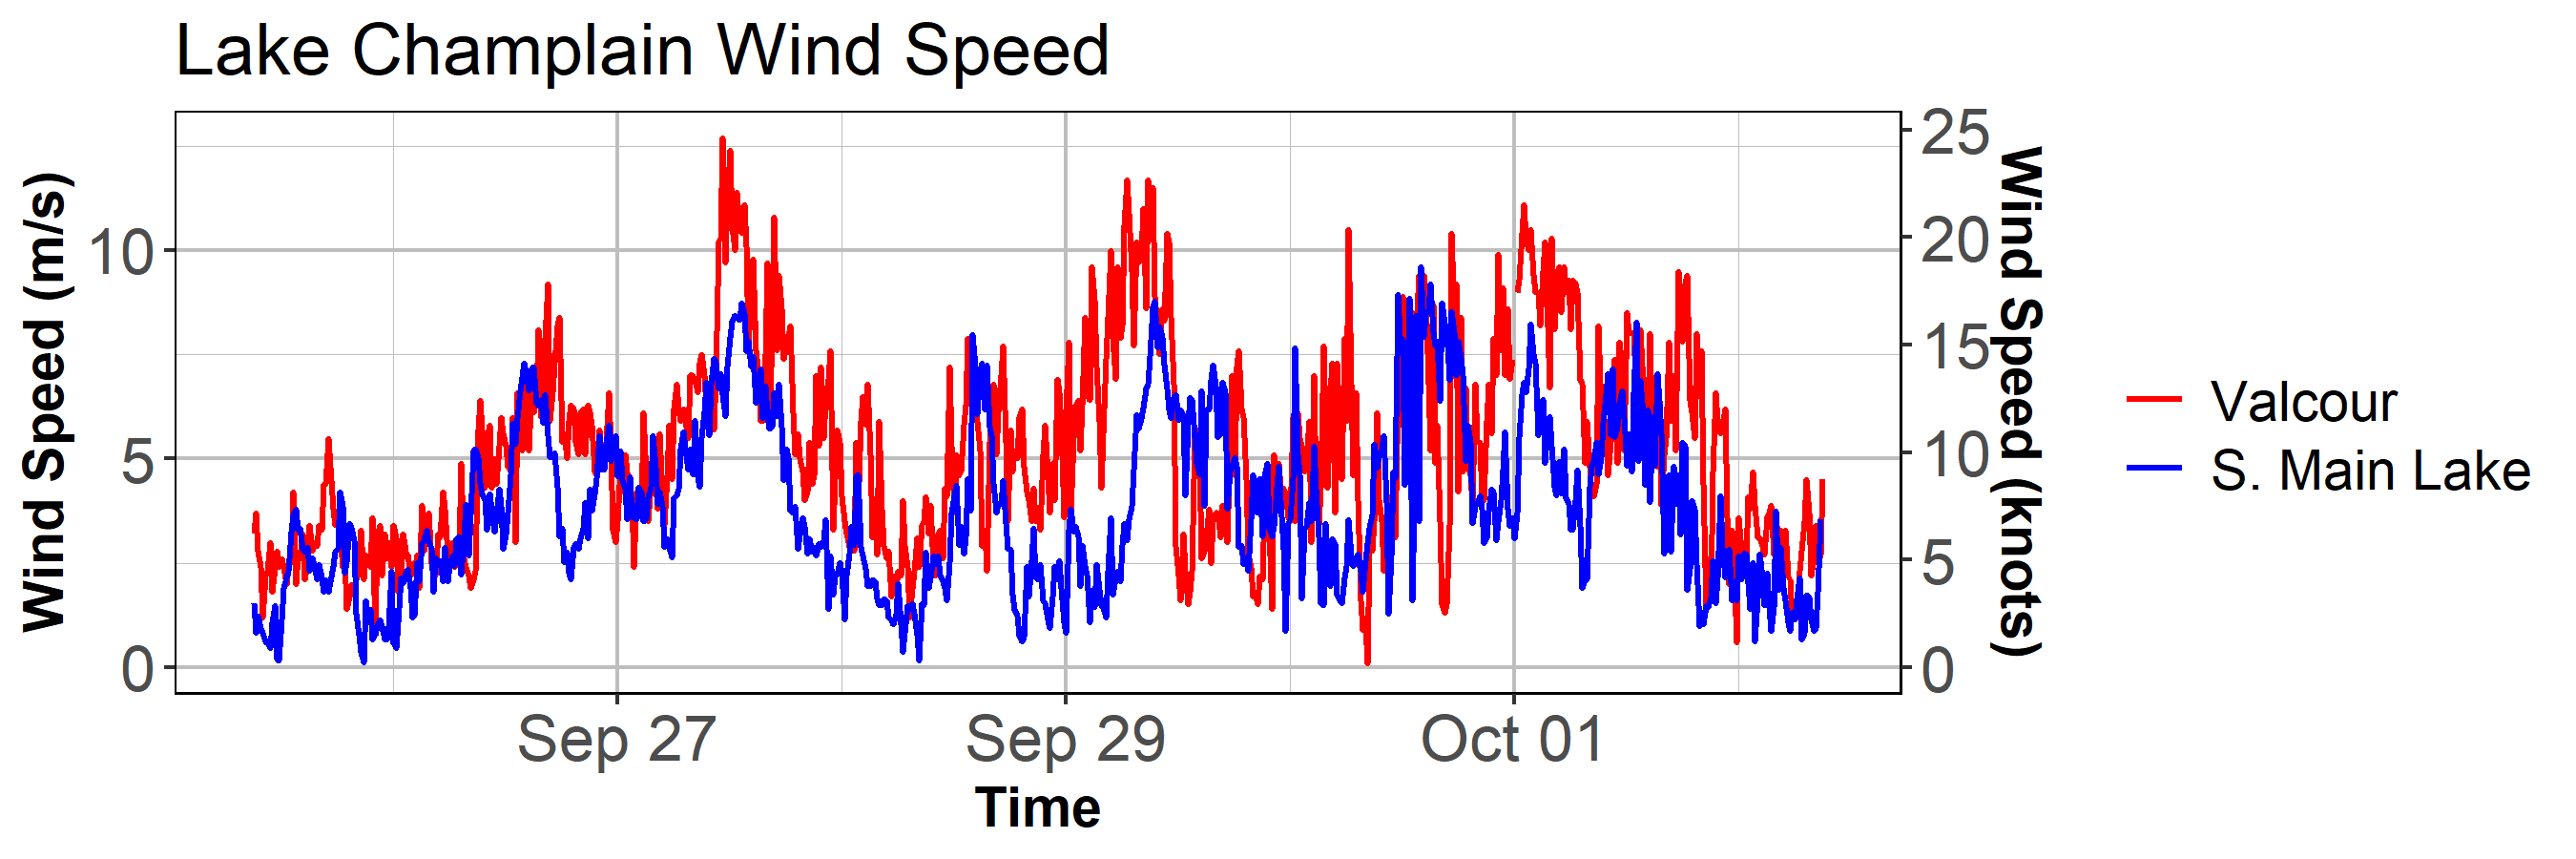 Lake Champlain Wind Speed
Wind Speed (m/s)
10
5
0
25
20
15
10
5
0
Wind Speed (knots)
Sep 27
Sep 29
Oct 01
Time
Valcour
S. Main Lake